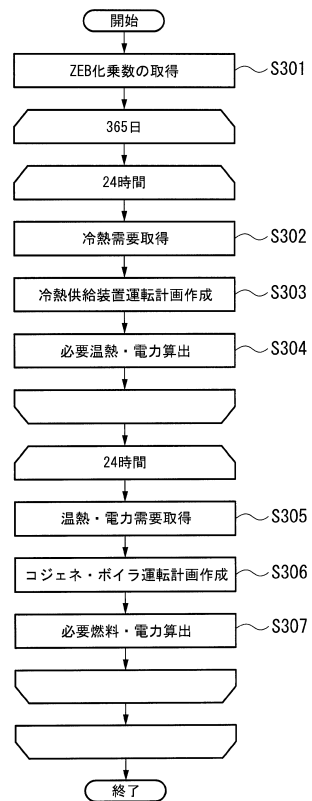 開始
ZEB化乗数の取得 S301
365日
24時間
冷熱需要取得 S302
冷熱供給装置運転計画作成 S303
必要温熱・電力算出 S304
24時間
温熱・電力需要取得 S305
コジェネ・ボイラ運転計画作成 S306
必要燃料・電力算出 S307
終了